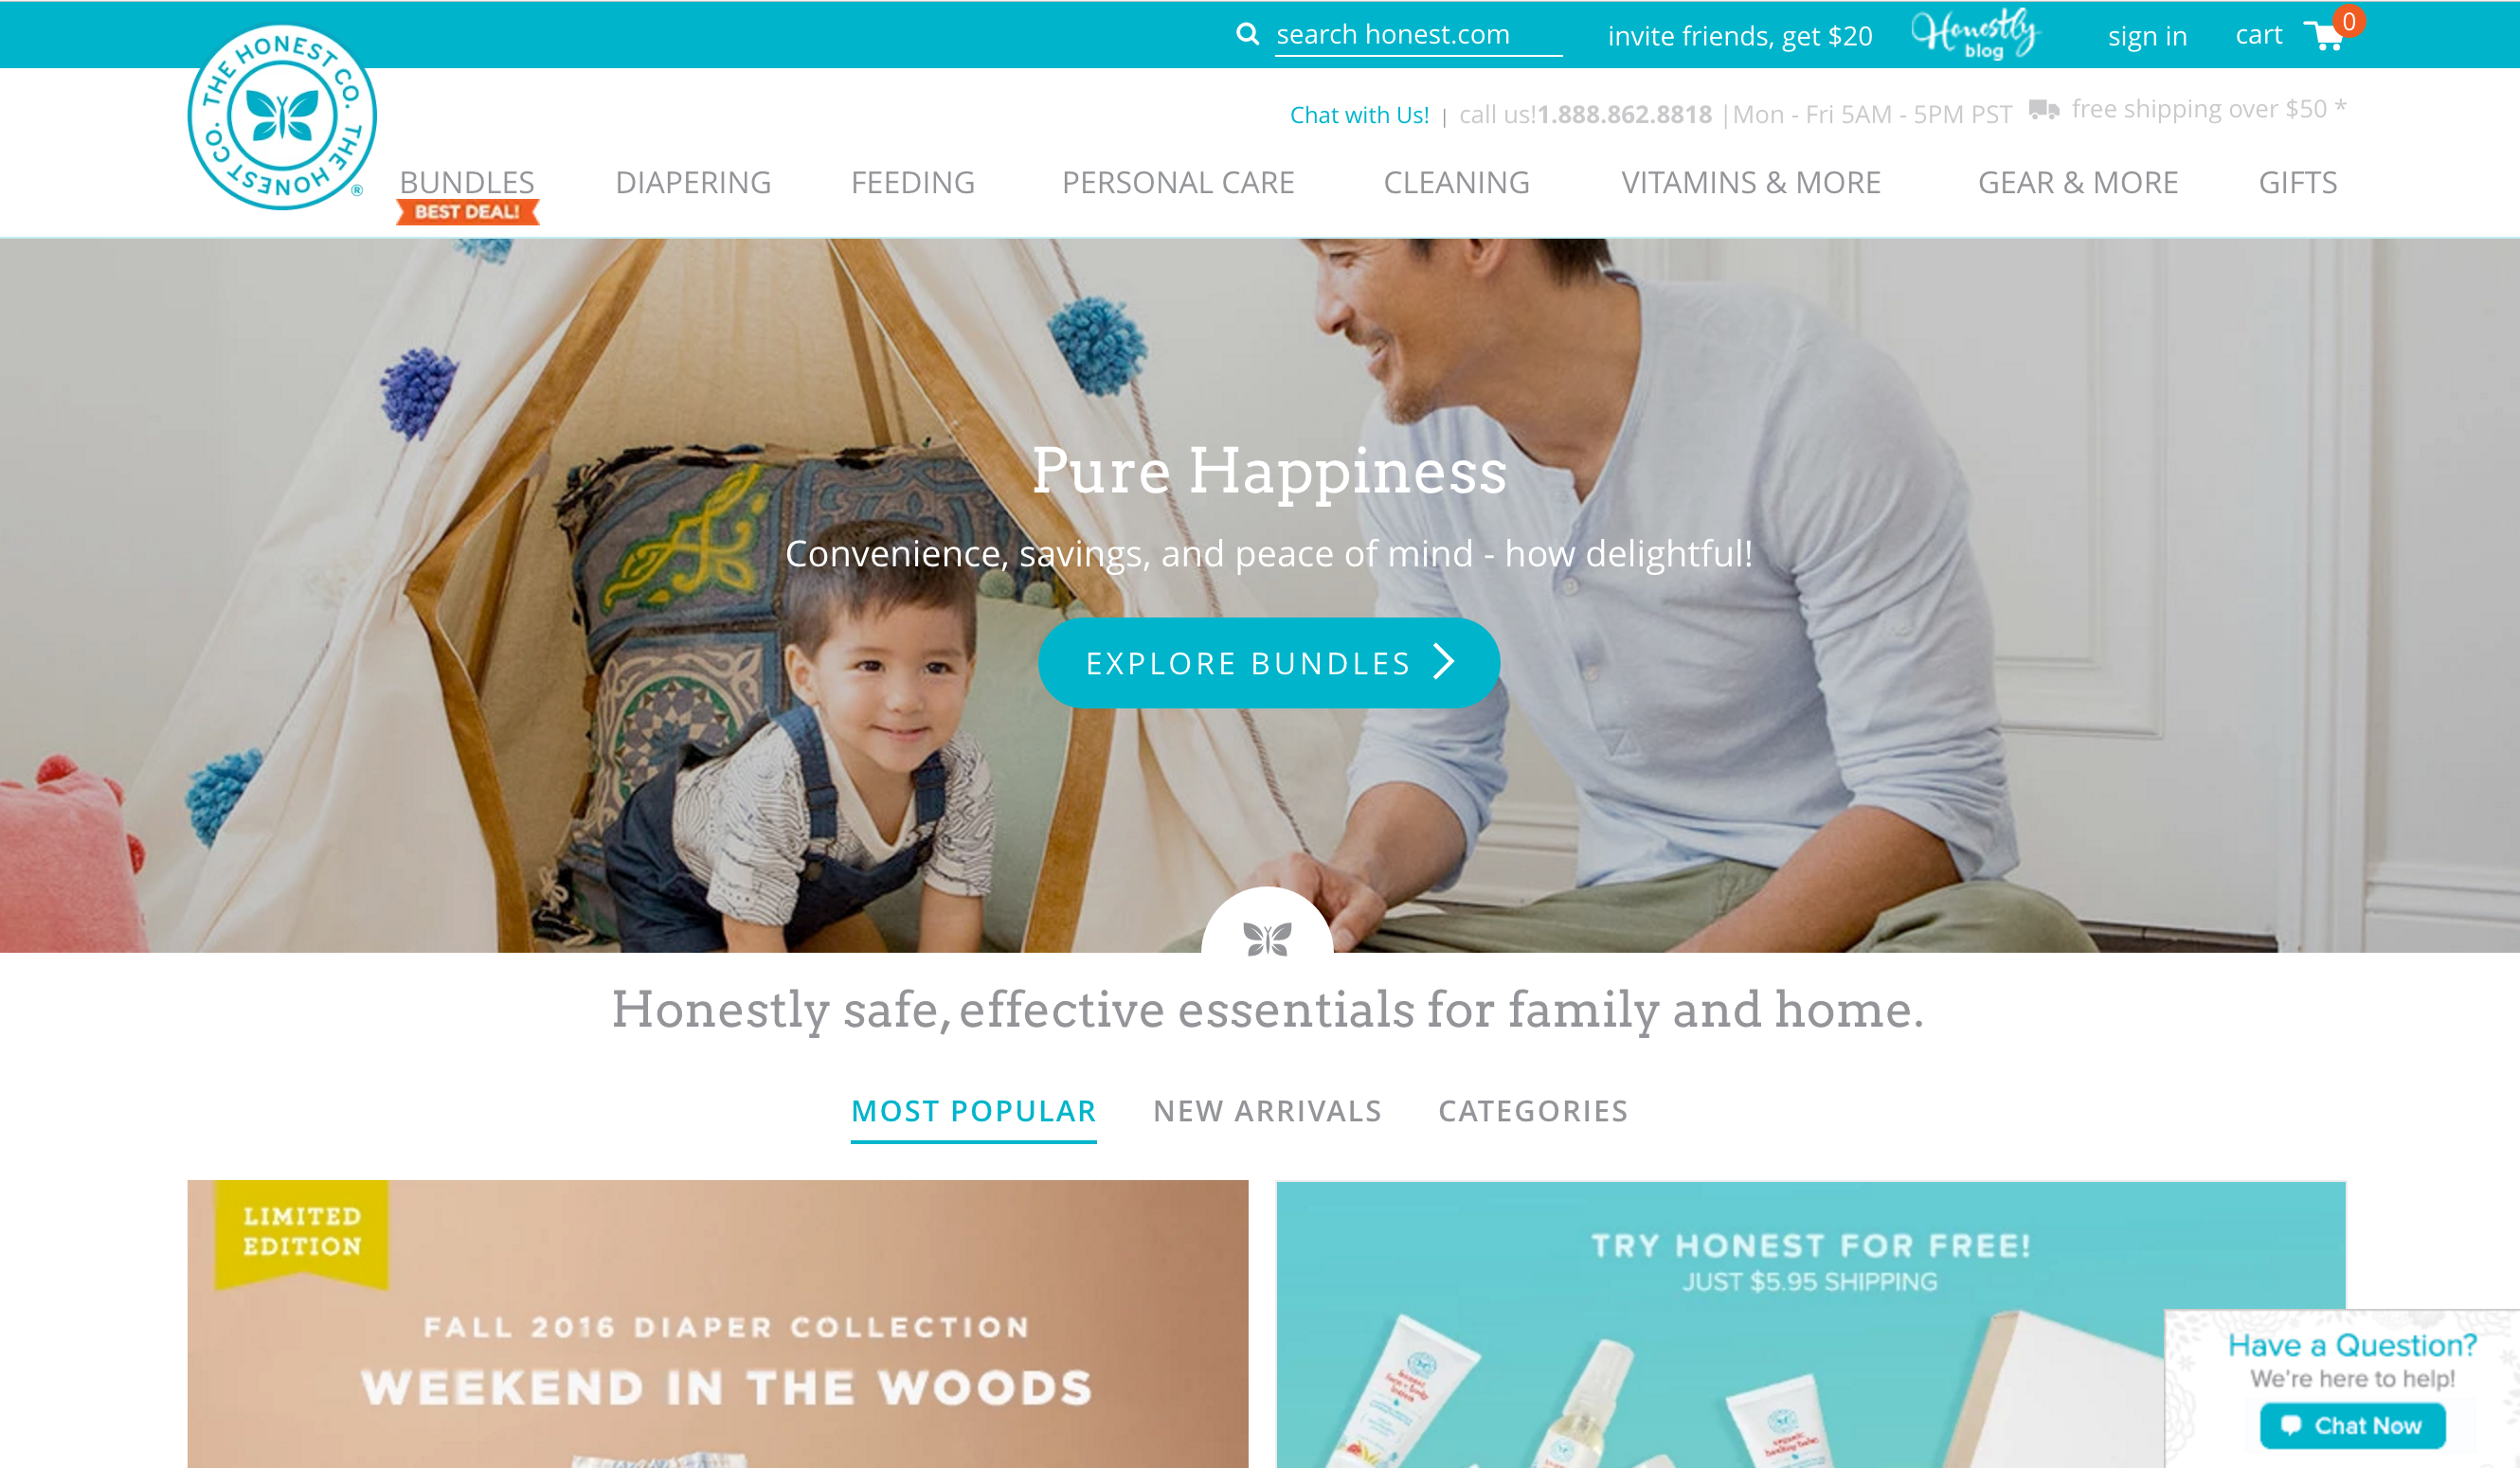 search honest.com
invite friends, get $20
Honestly
blog
sign in
cart
0
THE HONEST CO. THE HONEST CO. ®
Chat with Us! | call us!1.888.862.8818 |Mon - Fri 5AM - 5PM PST
free shipping over $50 *
BUNDLES
BEST DEAL!
DIAPERING
FEEDING
PERSONAL CARE
CLEANING
VITAMINS & MORE
GEAR & MORE
GIFTS
Pure Happiness
Convenience, savings, and peace of mind - how delightful!
EXPLORE BUNDLES
Honestly safe, effective essentials for family and home.
MOST POPULAR
NEW ARRIVALS
CATEGORIES
LIMITED
EDITION
FALL 2016 DIAPER COLLECTION
WEEKEND IN THE WOODS
TRY HONEST FOR FREE!
JUST $5.95 SHIPPING
Have a Question?
We're here to help!
Chat Now